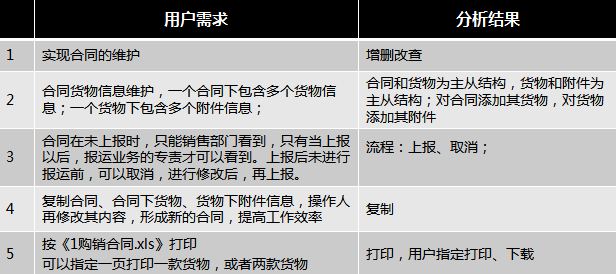 用户需求 分析结果
1 实现合同的维护 增删改查
2 合同货物信息维护，一个合同下包含多个货物信息；一个货物下包含多个附件信息； 合同和货物为主从结构，货物和附件为主从结构；对合同添加其货物，对货物添加其附件
3 合同在未上报时，只能销售部门看到，只有当上报以后，报运业务的专责才可以看到。上报后未进行报运前，可以取消，进行修改后，再上报。 流程：上报、取消；
4 复制合同、合同下货物、货物下附件信息，操作人再修改其内容，形成新的合同，提高工作效率 复制
5 按《1购销合同.xls》打印
可以指定一页打印一款货物，或者两款货物 打印，用户指定打印、下载